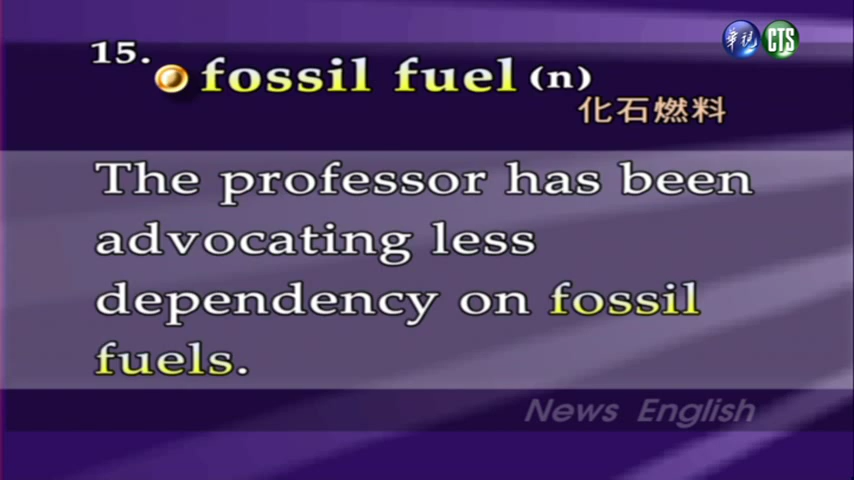 華視 CTS
15. fossil fuel (n)
化石燃料
The professor has been
advocating less
dependency on fossil
fuels.
News English